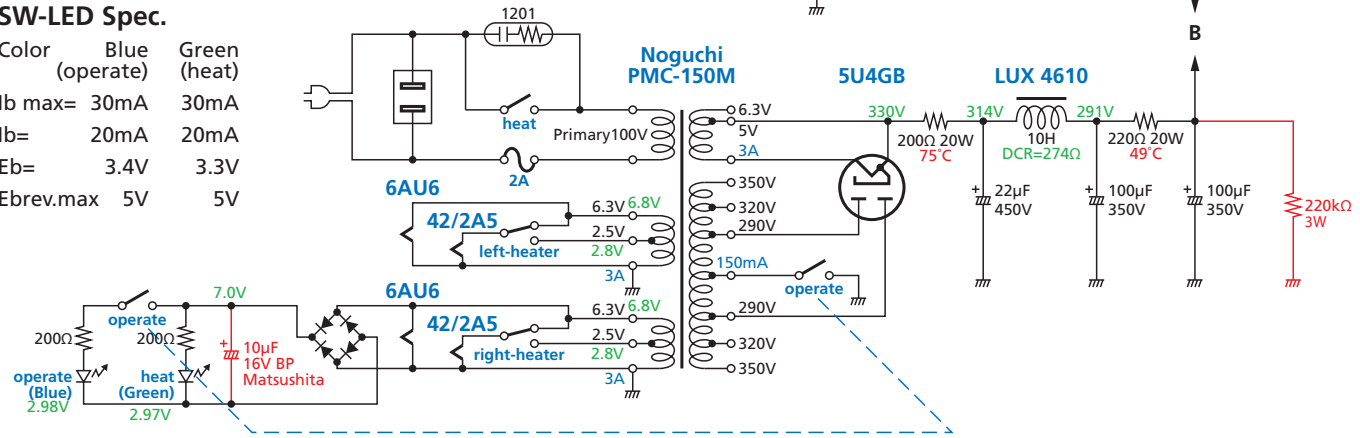 SW-LED Spec.
Color Blue Green
(operate) (heat)
Ib max= 30mA 30mA
Ib= 20mA 20mA
Eb= 3.4V 3.3V
Ebrev.max 5V 5V
1201
heat
2A
Primary100V
Noguchi
PMC-150M
6.3V
5V
3A
350V
320V
290V
150mA
operate
290V
320V
350V
5U4GB
330V
200Ω 20W
75˚C
314V
LUX 4610
10H
DCR=274Ω
291V
220Ω 20W
49˚C
B
+ 22µF
450V
+ 100µF
350V
+ 100µF
350V
220kΩ
3W
6AU6
42/2A5
left-heater
6.3V 6.8V
2.5V
2.8V
3A
6AU6
42/2A5
right-heater
6.3V 6.8V
2.5V
2.8V
3A
7.0V
operate
200Ω
200Ω
+ 10µF
16V BP
Matsushita
operate
(Blue)
2.98V
heat
(Green)
2.97V